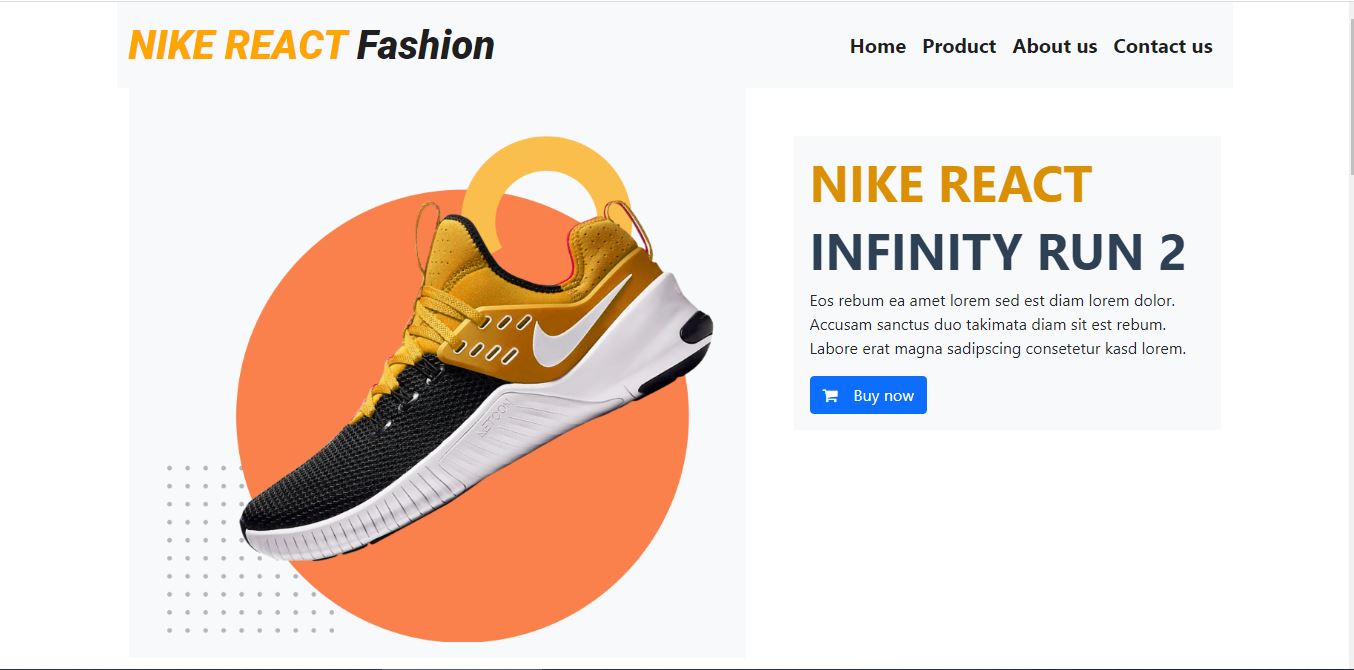 NIKE REACT Fashion
Home Product About us Contact us
NIKE REACT
INFINITY RUN 2
Eos rebum ea amet lorem sed est diam lorem dolor.
Accusam sanctus duo takimata diam sit est rebum.
Labore erat magna sadipscing consetetur kasd lorem.
Buy now
METCON